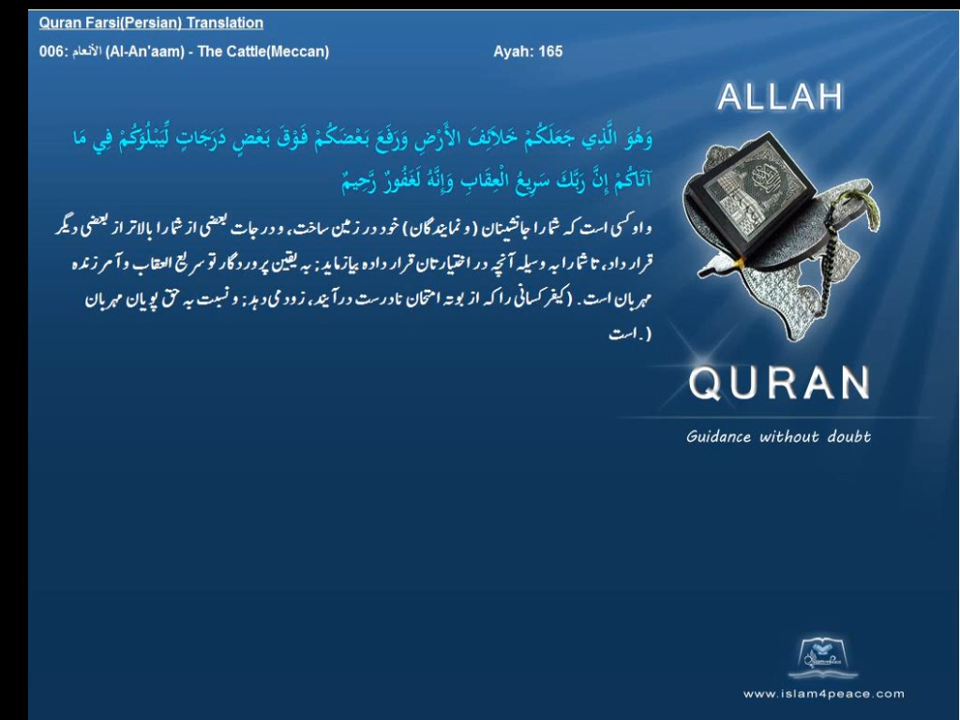 Quran Farsi(Persian) Translation
006: الأنعام (Al-An'aam) - The Cattle(Meccan) Ayah: 165
وَهُوَ الَّذِي جَعَلَكُمْ خَلاَئِفَ الأَرْضِ وَرَفَعَ بَعْضَكُمْ فَوْقَ بَعْضٍ دَرَجَاتٍ لِّيَبْلُوَكُمْ فِي مَا
آتَاكُمْ إِنَّ رَبَّكَ سَرِيعُ الْعِقَابِ وَإِنَّهُ لَغَفُورٌ رَّحِيمٌ
و او کسی است که شما را جانشینان (و نمایندگان) خود در زمین ساخت، و درجات بعضی از شما را بالاتر از بعضی دیگر
قرار داد، تا شما را به وسیله آنچه در اختیارتان قرار داده بیازماید; به یقین پروردگار تو سریع العقاب و آمرزنده
مهربان است. (کیفر کسانی را که از بوته امتحان نادرست درآیند، زود می‌دهد; و نسبت به حق پویان مهربان
است.)
ALLAH
QURAN
Guidance without doubt
www.islam4peace.com